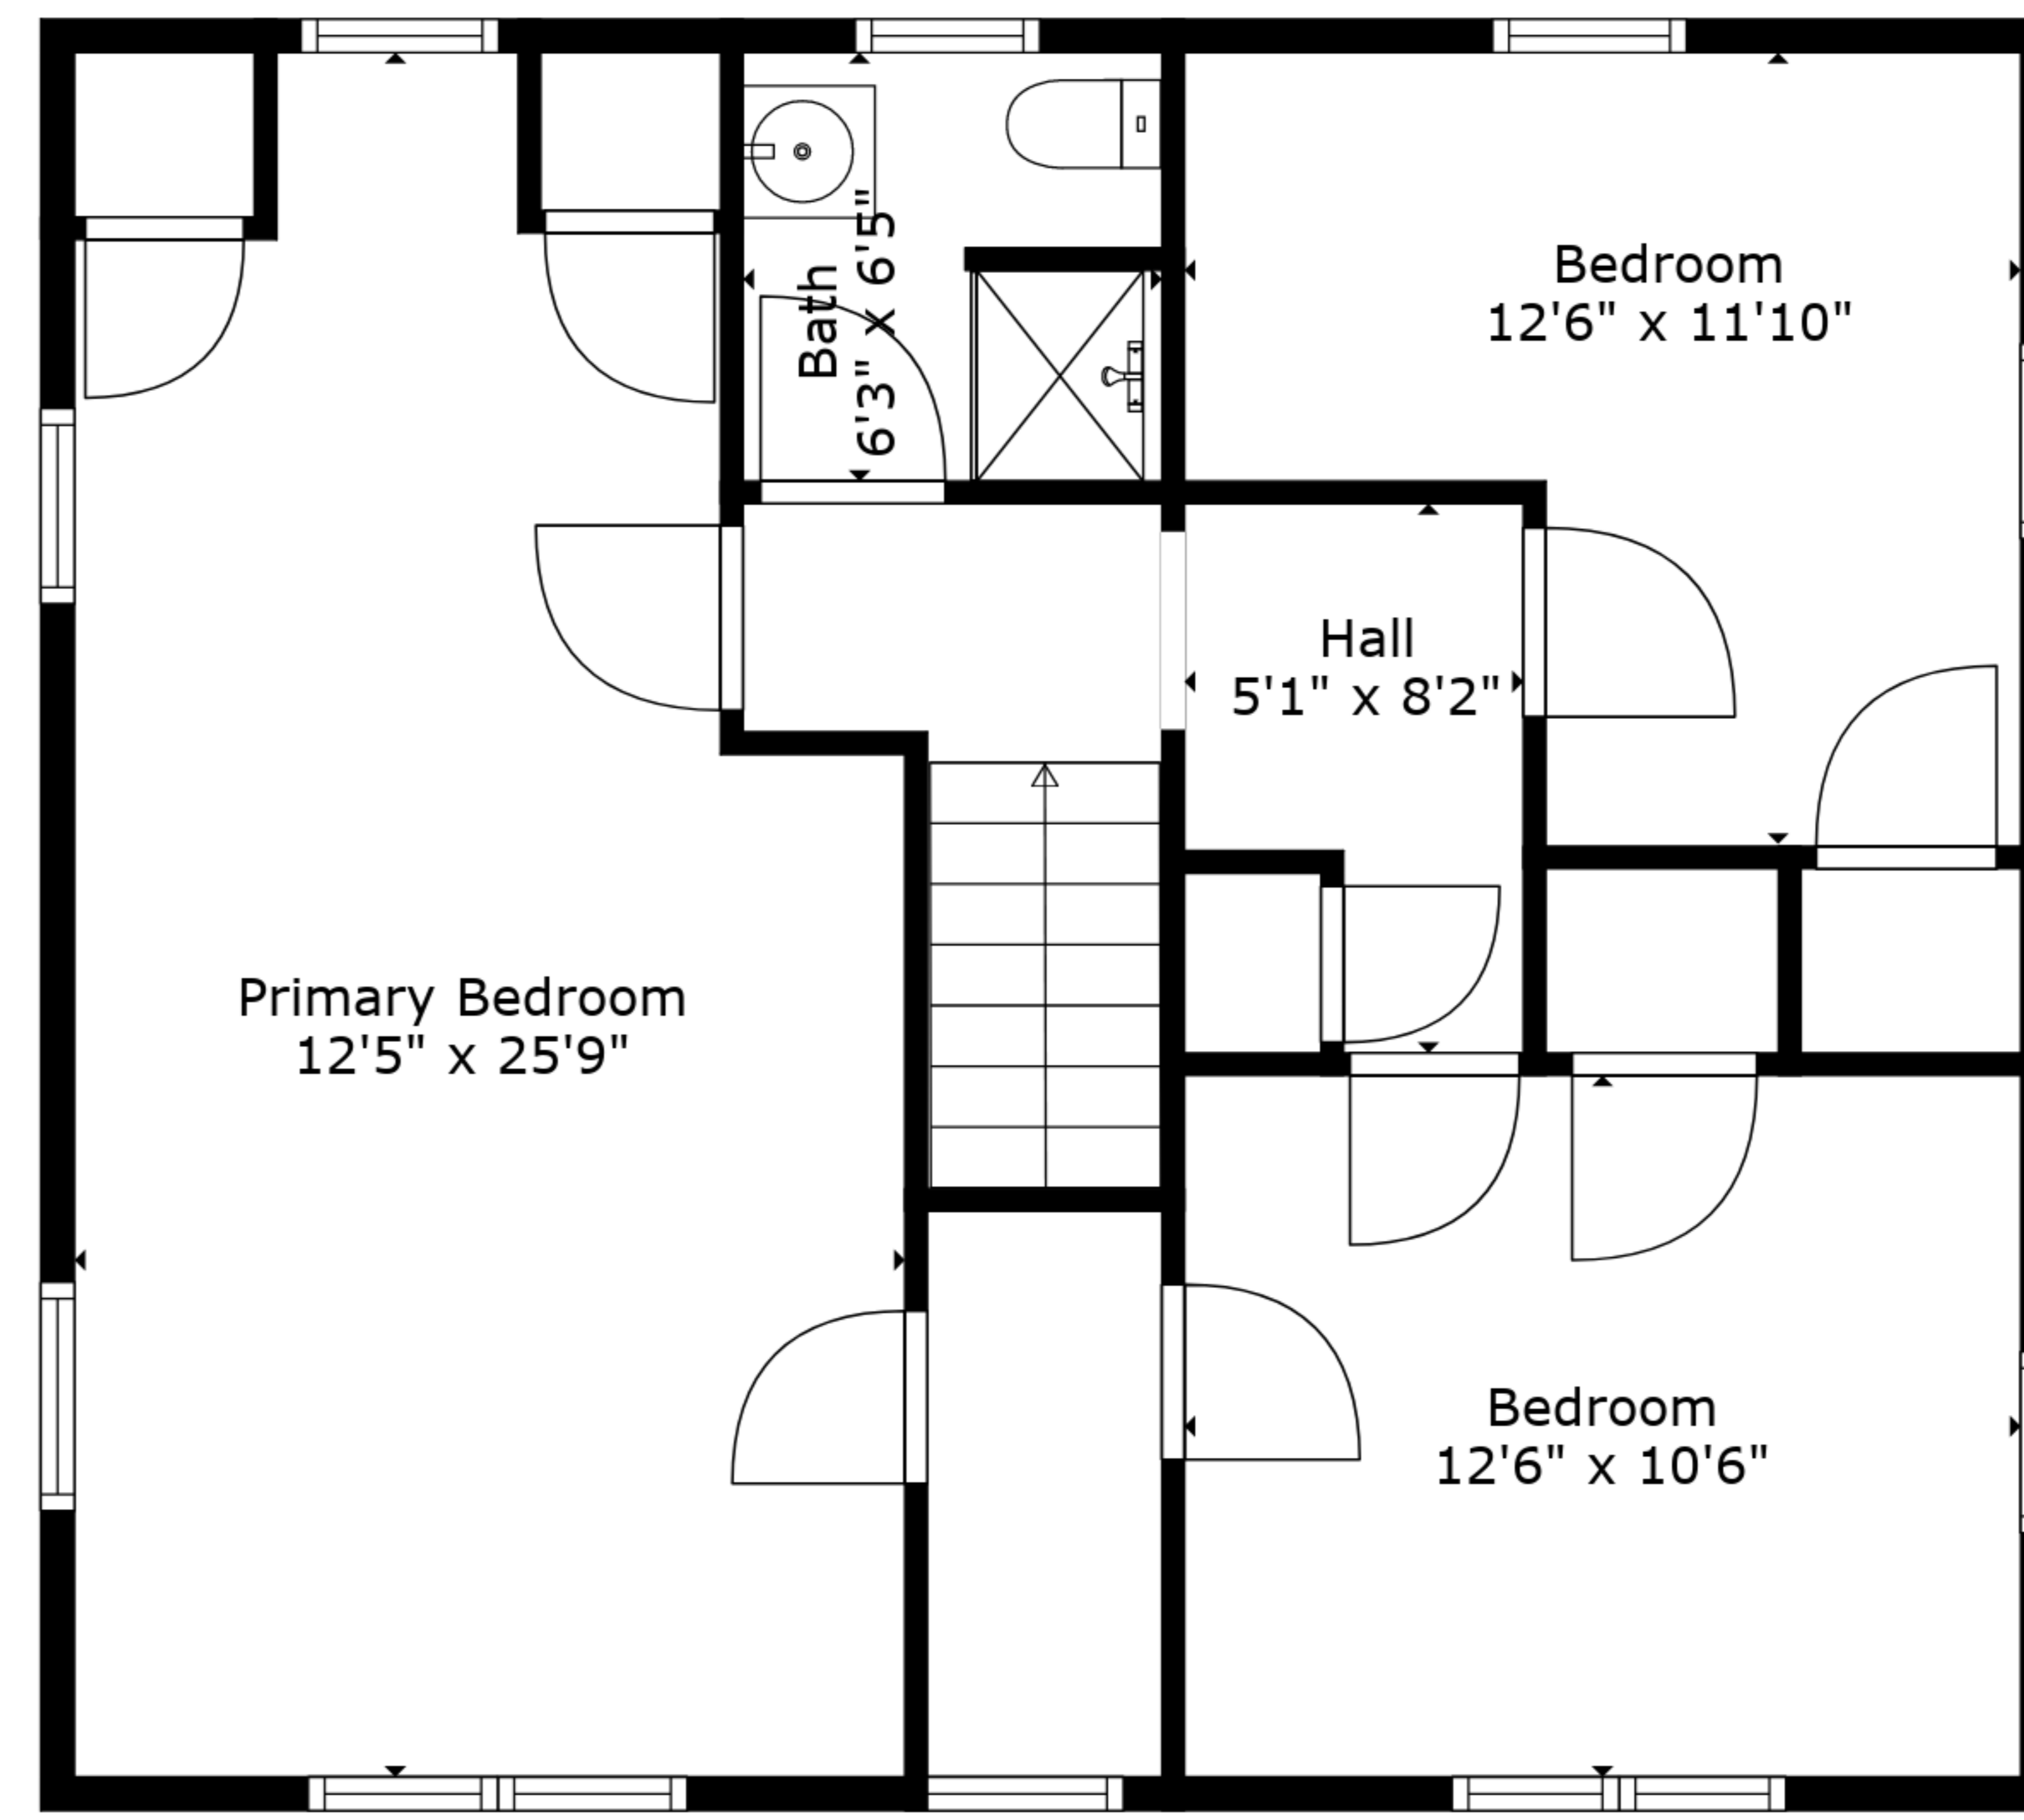 Bath
6'3" x 6'5"
Bedroom
12'6" x 11'10"
Hall
5'1" x 8'2"
Primary Bedroom
12'5" x 25'9"
Bedroom
12'6" x 10'6"